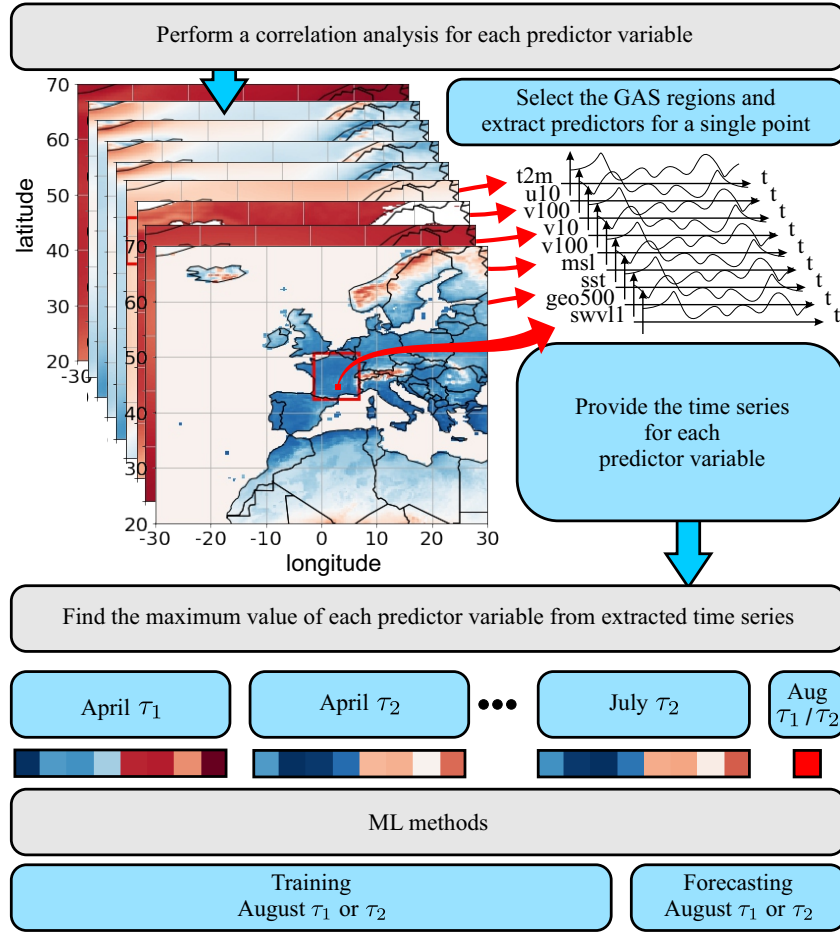 Perform a correlation analysis for each predictor variable
Select the GAS regions and
extract predictors for a single point
70
60
50
40
30
20
-30
latitude
t2m
u10
v100
v10
v100
msl
sst
geo500
swvl1
t
t
t
t
t
t
t
t
t
70
50
40
30
20
-30
-20
-10
0
10
20
30
longitude
Provide the time series
for each
predictor variable
Find the maximum value of each predictor variable from extracted time series
April τ₁
April τ₂
•••
July τ₂
Aug
τ₁/τ₂
ML methods
Training
August τ₁ or τ₂
Forecasting
August τ₁ or τ₂